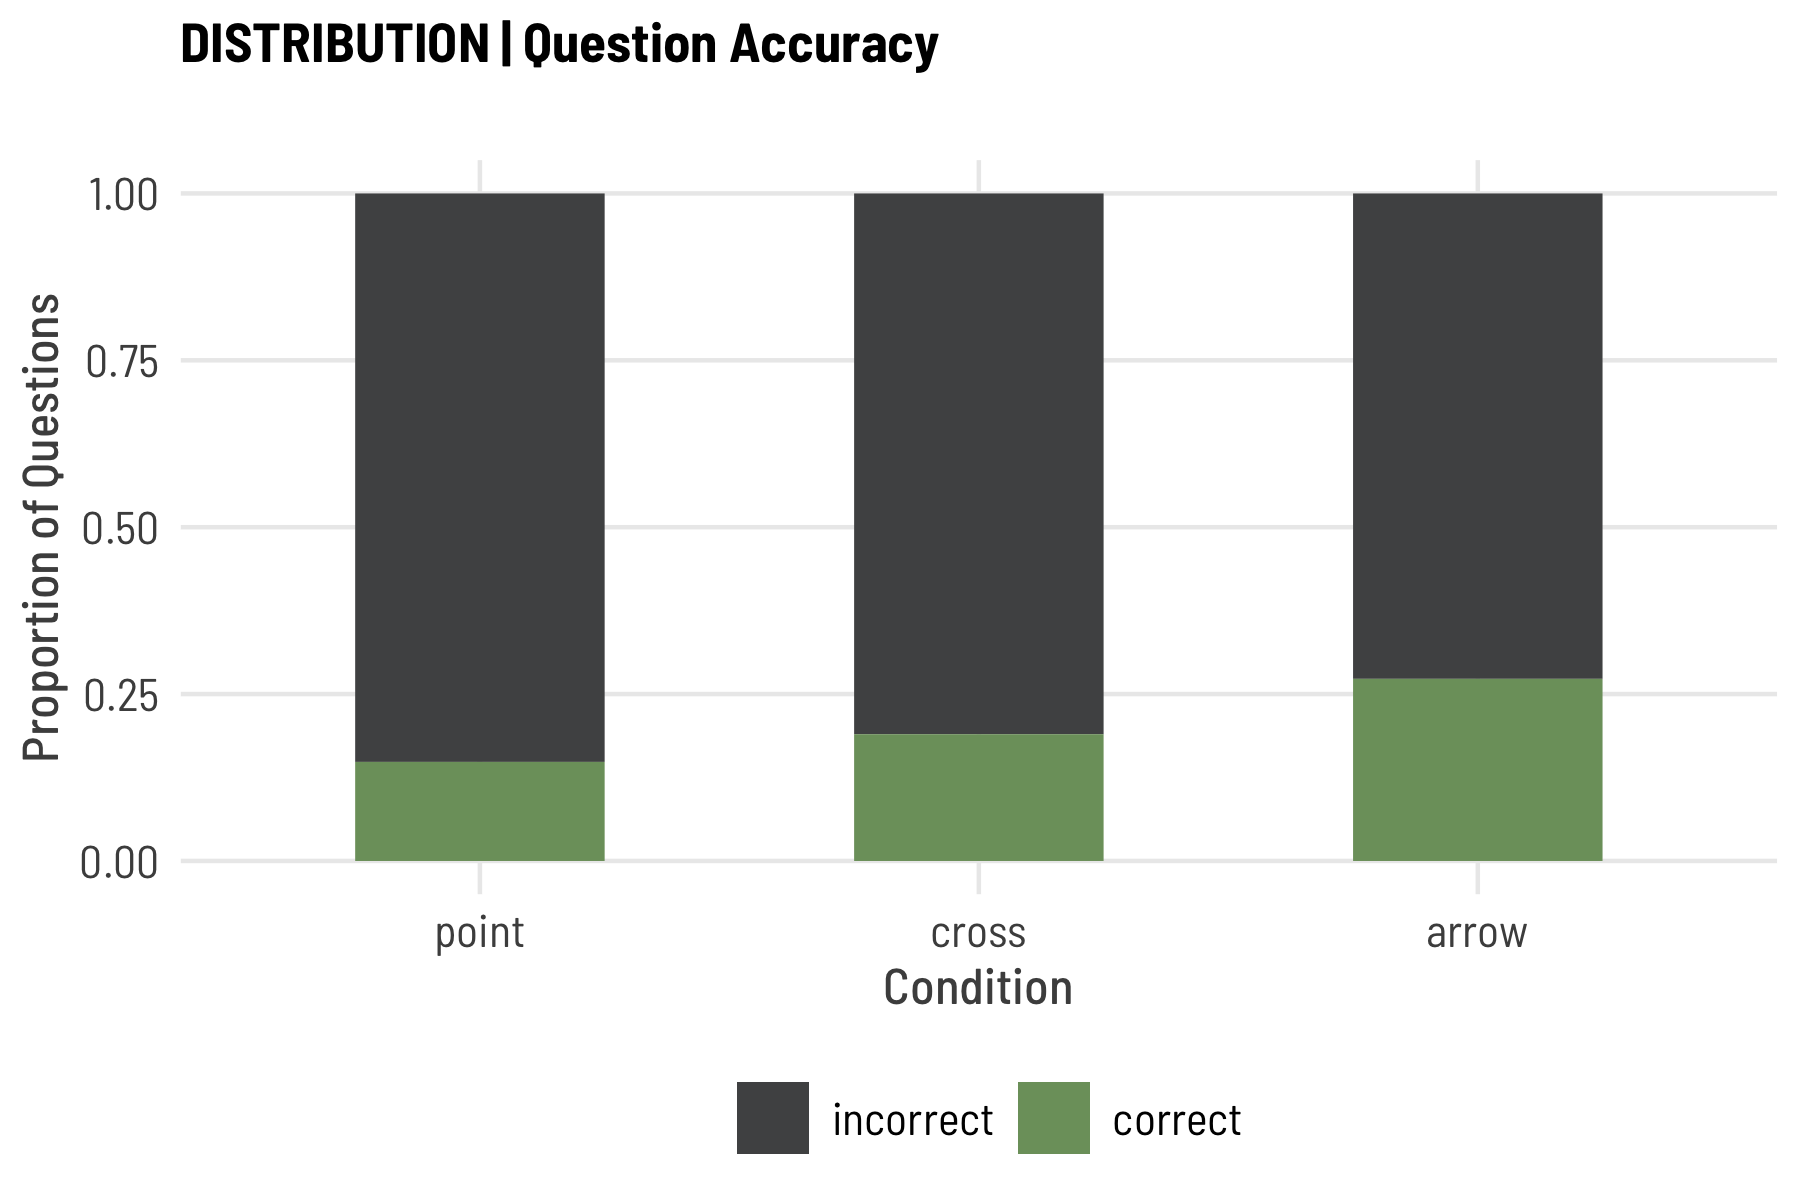 DISTRIBUTION | Question Accuracy
Proportion of Questions
1.00
0.75
0.50
0.25
0.00
point cross arrow
Condition
incorrect correct